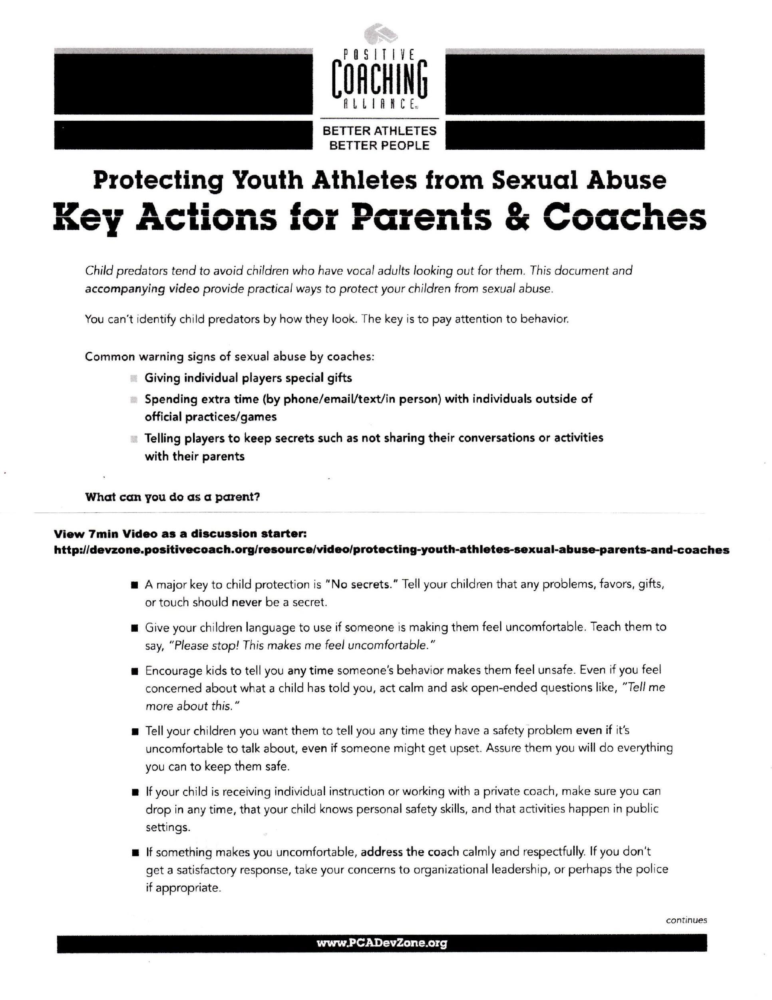 POSITIVE
COACHING
ALLIANCE
BETTER ATHLETES
BETTER PEOPLE
Protecting Youth Athletes from Sexual Abuse
Key Actions for Parents & Coaches
Child predators tend to avoid children who have vocal adults looking out for them. This document and
accompanying video provide practical ways to protect your children from sexual abuse.
You can't identify child predators by how they look. The key is to pay attention to behavior.
Common warning signs of sexual abuse by coaches:
Giving individual players special gifts
Spending extra time (by phone/email/text/in person) with individuals outside of
official practices/games
Telling players to keep secrets such as not sharing their conversations or activities
with their parents
What can you do as a parent?
View 7min Video as a discussion starter:
http://devzone.positivecoach.org/resource/video/protecting-youth-athletes-sexual-abuse-parents-and-coaches
■ A major key to child protection is "No secrets." Tell your children that any problems, favors, gifts,
or touch should never be a secret.
■ Give your children language to use if someone is making them feel uncomfortable. Teach them to
say, "Please stop! This makes me feel uncomfortable."
■ Encourage kids to tell you any time someone's behavior makes them feel unsafe. Even if you feel
concerned about what a child has told you, act calm and ask open-ended questions like, "Tell me
more about this."
■ Tell your children you want them to tell you any time they have a safety problem even if it's
uncomfortable to talk about, even if someone might get upset. Assure them you will do everything
you can to keep them safe.
■ If your child is receiving individual instruction or working with a private coach, make sure you can
drop in any time, that your child knows personal safety skills, and that activities happen in public
settings.
■ If something makes you uncomfortable, address the coach calmly and respectfully. If you don't
get a satisfactory response, take your concerns to organizational leadership, or perhaps the police
if appropriate.
continues
www.PCADevZone.org